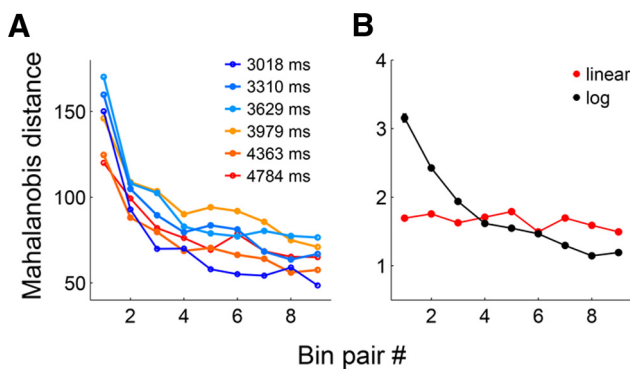 A
B
Mahalanobis distance
150
100
50
2
4
6
8
3018 ms
3310 ms
3629 ms
3979 ms
4363 ms
4784 ms
4
3
2
1
2
4
6
8
linear
log
Bin pair #